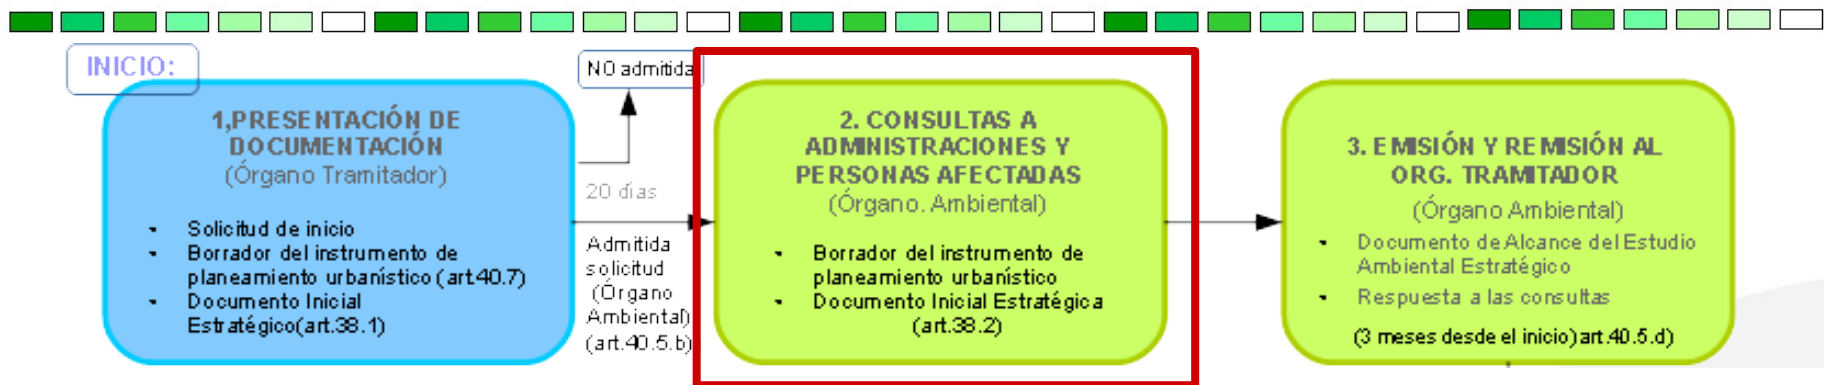 INICIO:
1,PRESENTACIÓN DE
DOCUMENTACIÓN
(Órgano Tramitador)
• Solicitud de inicio
• Borrador del instrumento de
planeamiento urbanístico (art.40.7)
• Documento Inicial
Estratégico(art.38.1)
NO admitida
20 días
Admitida
solicitud
(Órgano
Ambiental)
(art.40.5.b)
2. CONSULTAS A
ADMINISTRACIONES Y
PERSONAS AFECTADAS
(Órgano. Ambiental)
• Borrador del instrumento de
planeamiento urbanístico
• Documento Inicial Estratégica
(art.38.2)
3. EMISIÓN Y REMISIÓN AL
ORG. TRAMITADOR
(Órgano Ambiental)
• Documento de Alcance del Estudio
Ambiental Estratégico
• Respuesta a las consultas
(3 meses desde el inicio)art.40.5.d)